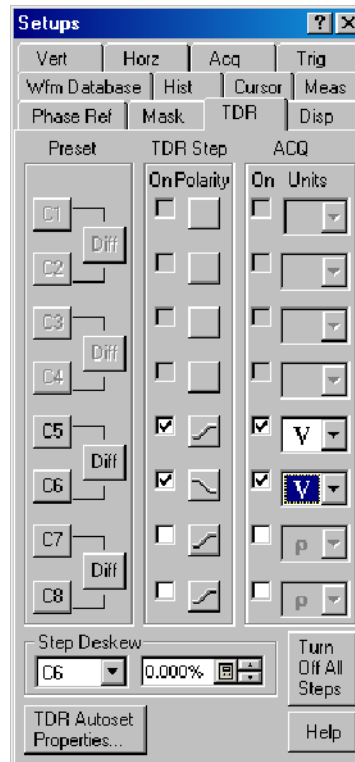 Setups ? ×
Vert Horz Acq Trig
Wfm Database Hist Cursor Meas
Phase Ref Mask TDR Disp
Preset TDR Step ACQ
On Polarity On Units
C1
Diff
C2
C3
Diff
C4
C5 V
Diff
C6 V
C7 ρ
Diff
C8 ρ
Step Deskew
C6 0.000%
Turn
Off All
Steps
TDR Autoset
Properties...
Help